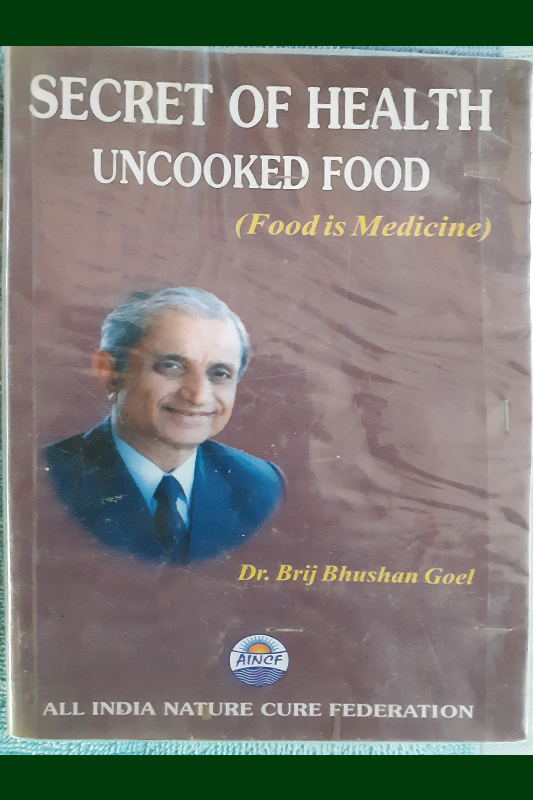 SECRET OF HEALTH
UNCOOKED FOOD
(Food is Medicine)
Dr. Brij Bhushan Goel
AINCF
ALL INDIA NATURE CURE FEDERATION